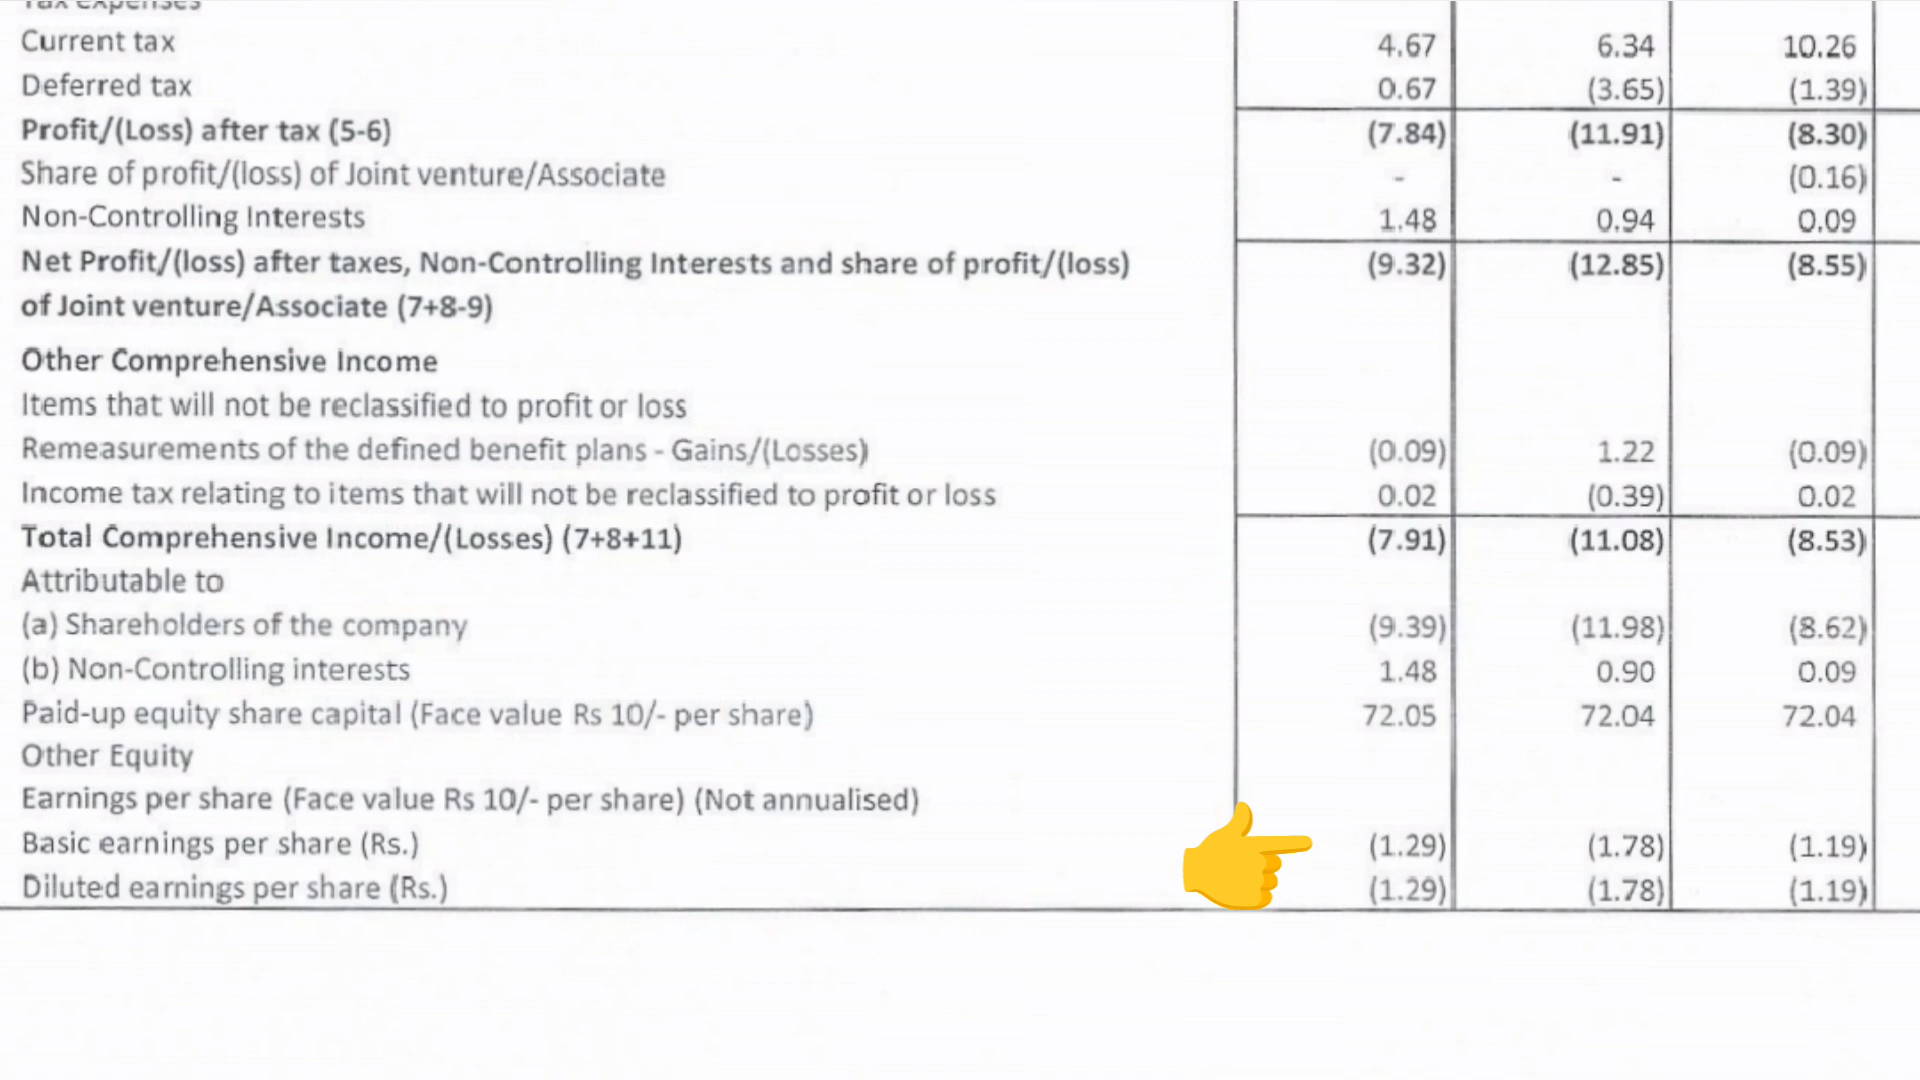 Tax expenses
Current tax 4.67 6.34 10.26
Deferred tax 0.67 (3.65) (1.39)
Profit/(Loss) after tax (5-6) (7.84) (11.91) (8.30)
Share of profit/(loss) of Joint venture/Associate - - (0.16)
Non-Controlling Interests 1.48 0.94 0.09
Net Profit/(loss) after taxes, Non-Controlling Interests and share of profit/(loss) (9.32) (12.85) (8.55)
of Joint venture/Associate (7+8-9)
Other Comprehensive Income
Items that will not be reclassified to profit or loss
Remeasurements of the defined benefit plans - Gains/(Losses) (0.09) 1.22 (0.09)
Income tax relating to items that will not be reclassified to profit or loss 0.02 (0.39) 0.02
Total Comprehensive Income/(Losses) (7+8+11) (7.91) (11.08) (8.53)
Attributable to
(a) Shareholders of the company (9.39) (11.98) (8.62)
(b) Non-Controlling interests 1.48 0.90 0.09
Paid-up equity share capital (Face value Rs 10/- per share) 72.05 72.04 72.04
Other Equity
Earnings per share (Face value Rs 10/- per share) (Not annualised)
Basic earnings per share (Rs.) (1.29) (1.78) (1.19)
Diluted earnings per share (Rs.) (1.29) (1.78) (1.19)